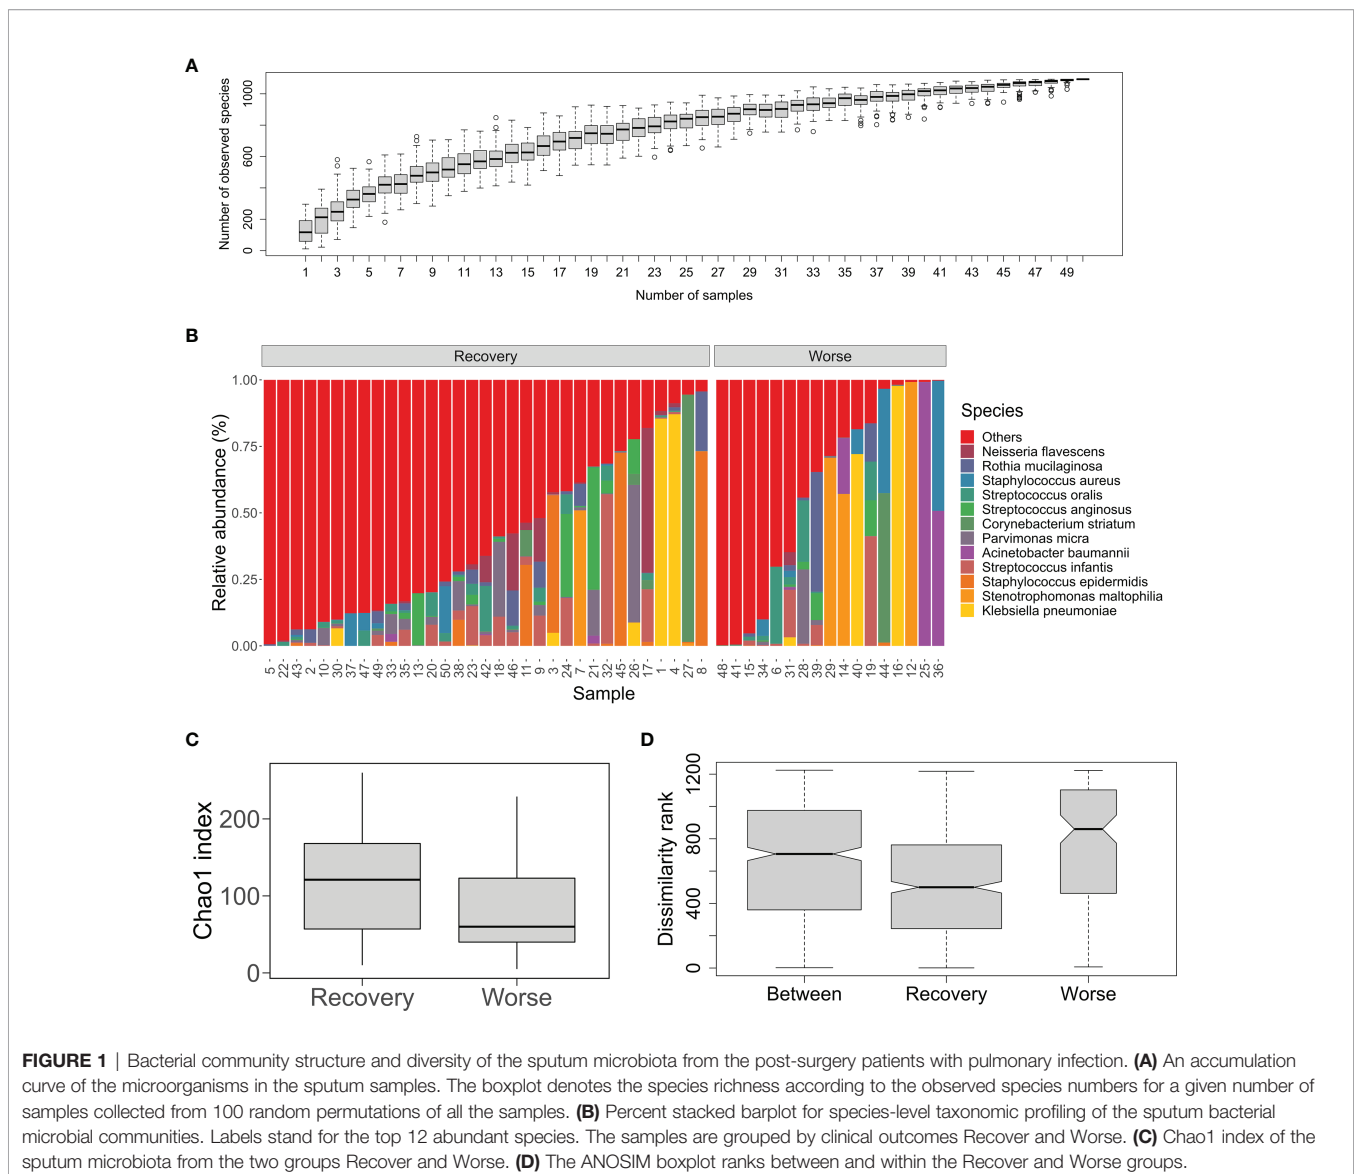 A
Number of observed species
1000
600
200
0
1 3 5 7 9 11 13 15 17 19 21 23 25 27 29 31 33 35 37 39 41 43 45 47 49
Number of samples
B
Recovery Worse
Relative abundance (%)
1.00
0.75
0.50
0.25
0.00
5 22 43 2 10 30 37 47 49 33 35 13 20 50 38 23 42 18 46 11 9 3 24 7 21 32 45 26 17 1 4 27 8 48 41 15 34 6 31 28 39 29 14 40 19 44 16 12 25 36
Sample
Species
Others
Neisseria flavescens
Rothia mucilaginosa
Staphylococcus aureus
Streptococcus oralis
Streptococcus anginosus
Corynebacterium striatum
Parvimonas micra
Acinetobacter baumannii
Streptococcus infantis
Staphylococcus epidermidis
Stenotrophomonas maltophilia
Klebsiella pneumoniae
C
Chao1 index
200
100
0
Recovery Worse
D
Dissimilarity rank
1200
800
400
0
Between Recovery Worse
FIGURE 1 | Bacterial community structure and diversity of the sputum microbiota from the post-surgery patients with pulmonary infection. (A) An accumulation
curve of the microorganisms in the sputum samples. The boxplot denotes the species richness according to the observed species numbers for a given number of
samples collected from 100 random permutations of all the samples. (B) Percent stacked barplot for species-level taxonomic profiling of the sputum bacterial
microbial communities. Labels stand for the top 12 abundant species. The samples are grouped by clinical outcomes Recover and Worse. (C) Chao1 index of the
sputum microbiota from the two groups Recover and Worse. (D) The ANOSIM boxplot ranks between and within the Recover and Worse groups.